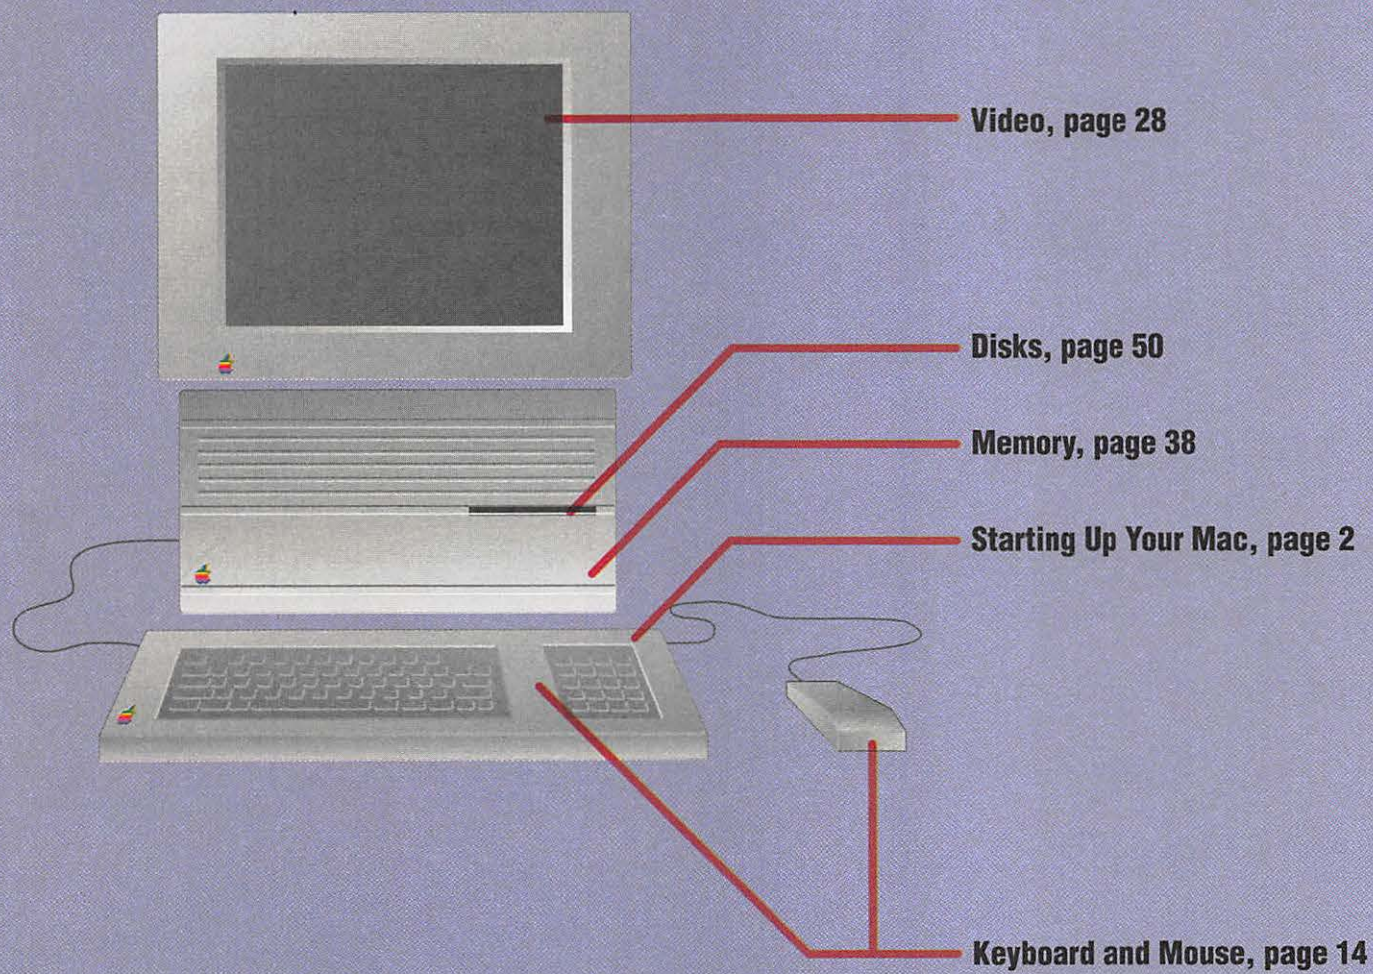 Video, page 28
Disks, page 50
Memory, page 38
Starting Up Your Mac, page 2
Keyboard and Mouse, page 14